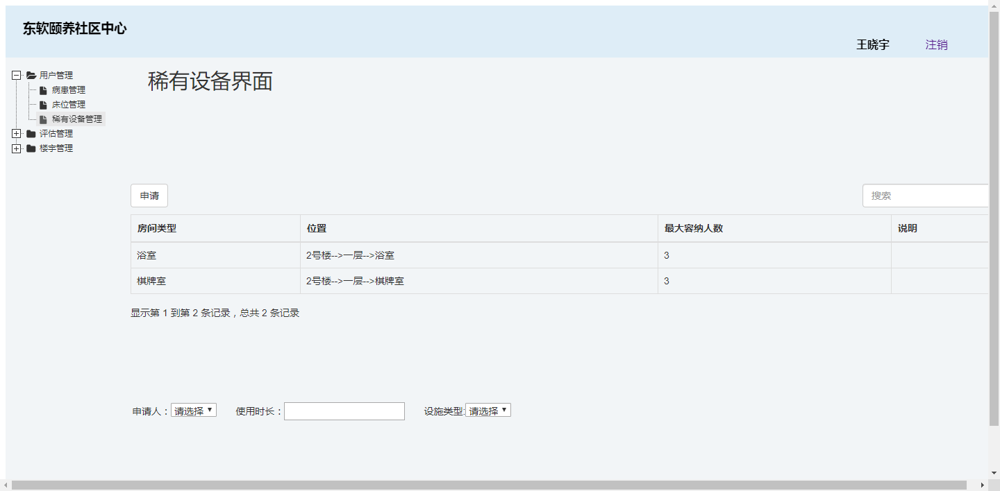 东软颐养社区中心
王晓宇 注销
用户管理
病患管理
床位管理
稀有设备管理
评估管理
楼宇管理
稀有设备界面
申请
搜索
房间类型 位置 最大容纳人数 说明
浴室 2号楼-->一层-->浴室 3
棋牌室 2号楼-->一层-->棋牌室 3
显示第 1 到第 2 条记录，总共 2 条记录
申请人：请选择 使用时长： 设施类型:请选择